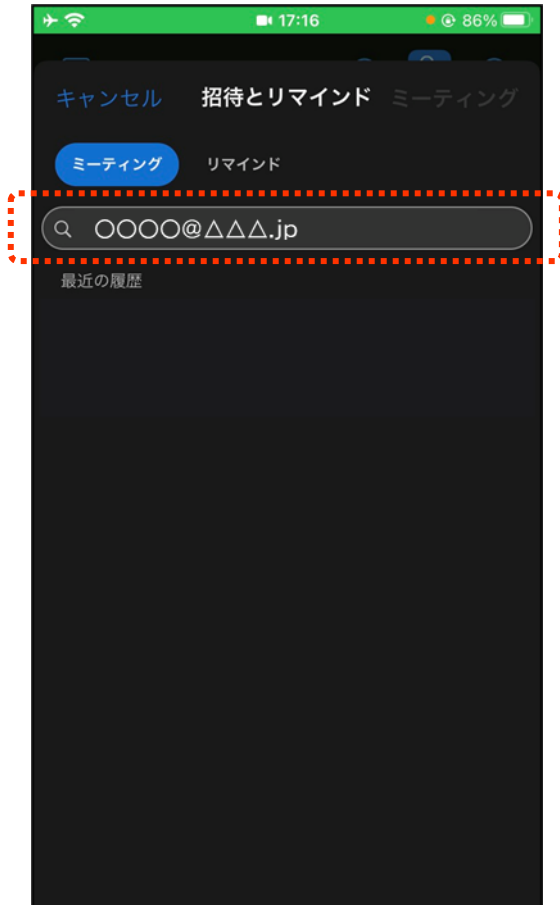 17:16 86%
キャンセル 招待とリマインド ミーティング
ミーティング リマインド
〇〇〇〇@△△△.jp
最近の履歴